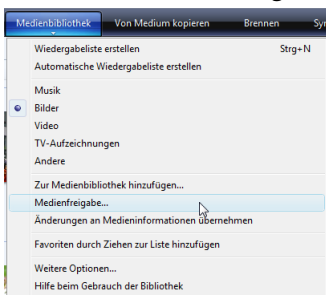 Medienbibliothek Von Medium kopieren Brennen Syn
Wiedergabeliste erstellen Strg+N
Automatische Wiedergabeliste erstellen
Musik
Bilder
Video
TV-Aufzeichnungen
Andere
Zur Medienbibliothek hinzufügen...
Medienfreigabe...
Änderungen an Medieninformationen übernehmen
Favoriten durch Ziehen zur Liste hinzufügen
Weitere Optionen...
Hilfe beim Gebrauch der Bibliothek